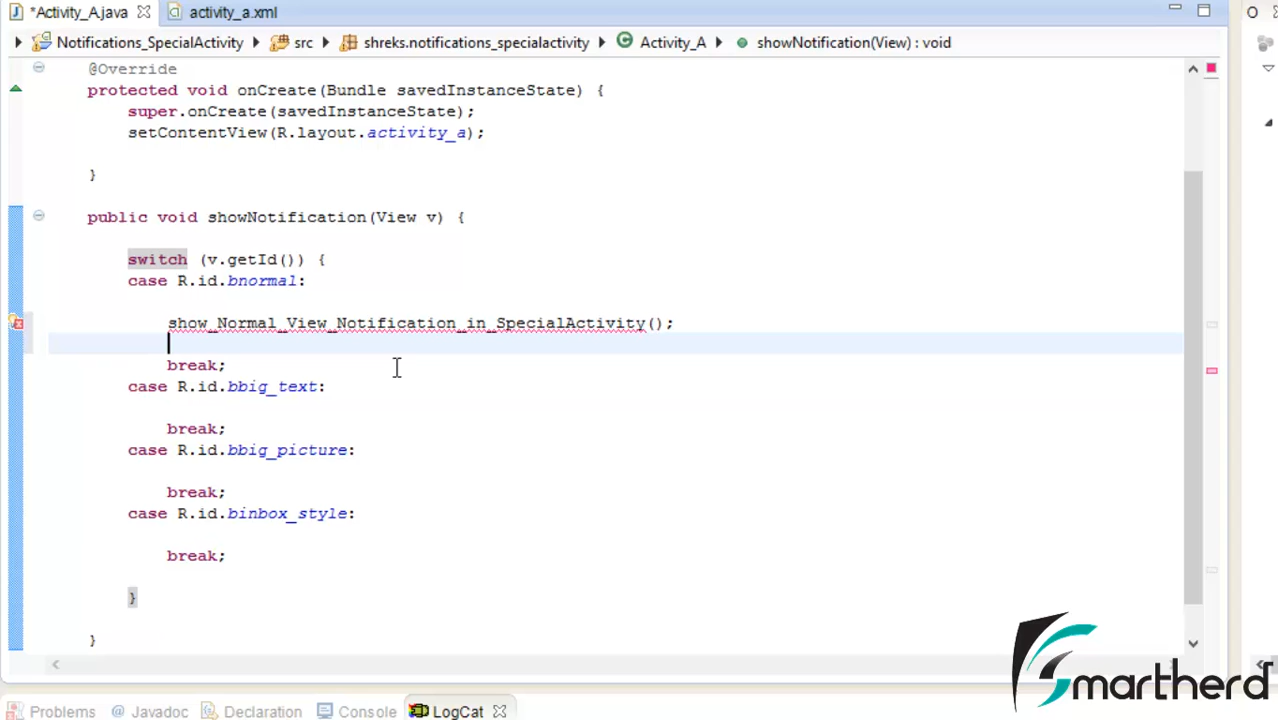 *Activity_A.java activity_a.xml
Notifications_SpecialActivity src shreks.notifications_specialactivity Activity_A showNotification(View) : void
@Override
protected void onCreate(Bundle savedInstanceState) {
super.onCreate(savedInstanceState);
setContentView(R.layout.activity_a);
}
public void showNotification(View v) {
switch (v.getId()) {
case R.id.bnormal:
show_Normal_View_Notification_in_SpecialActivity();
break;
case R.id.bbig_text:
break;
case R.id.bbig_picture:
break;
case R.id.binbox_style:
break;
}
}
Smartherd
Problems @ Javadoc Declaration Console LogCat